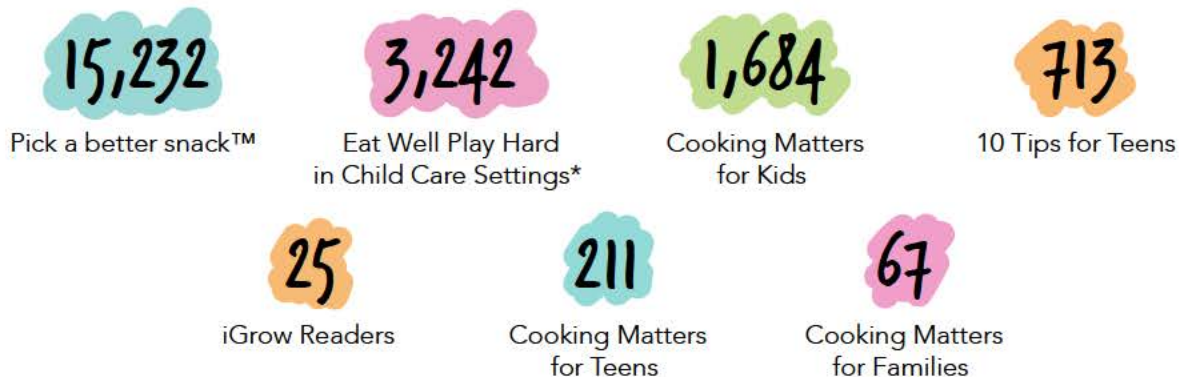 15,232
3,242
1,684
713
Pick a better snack™
Eat Well Play Hard
in Child Care Settings*
Cooking Matters
for Kids
10 Tips for Teens
25
211
67
iGrow Readers
Cooking Matters
for Teens
Cooking Matters
for Families